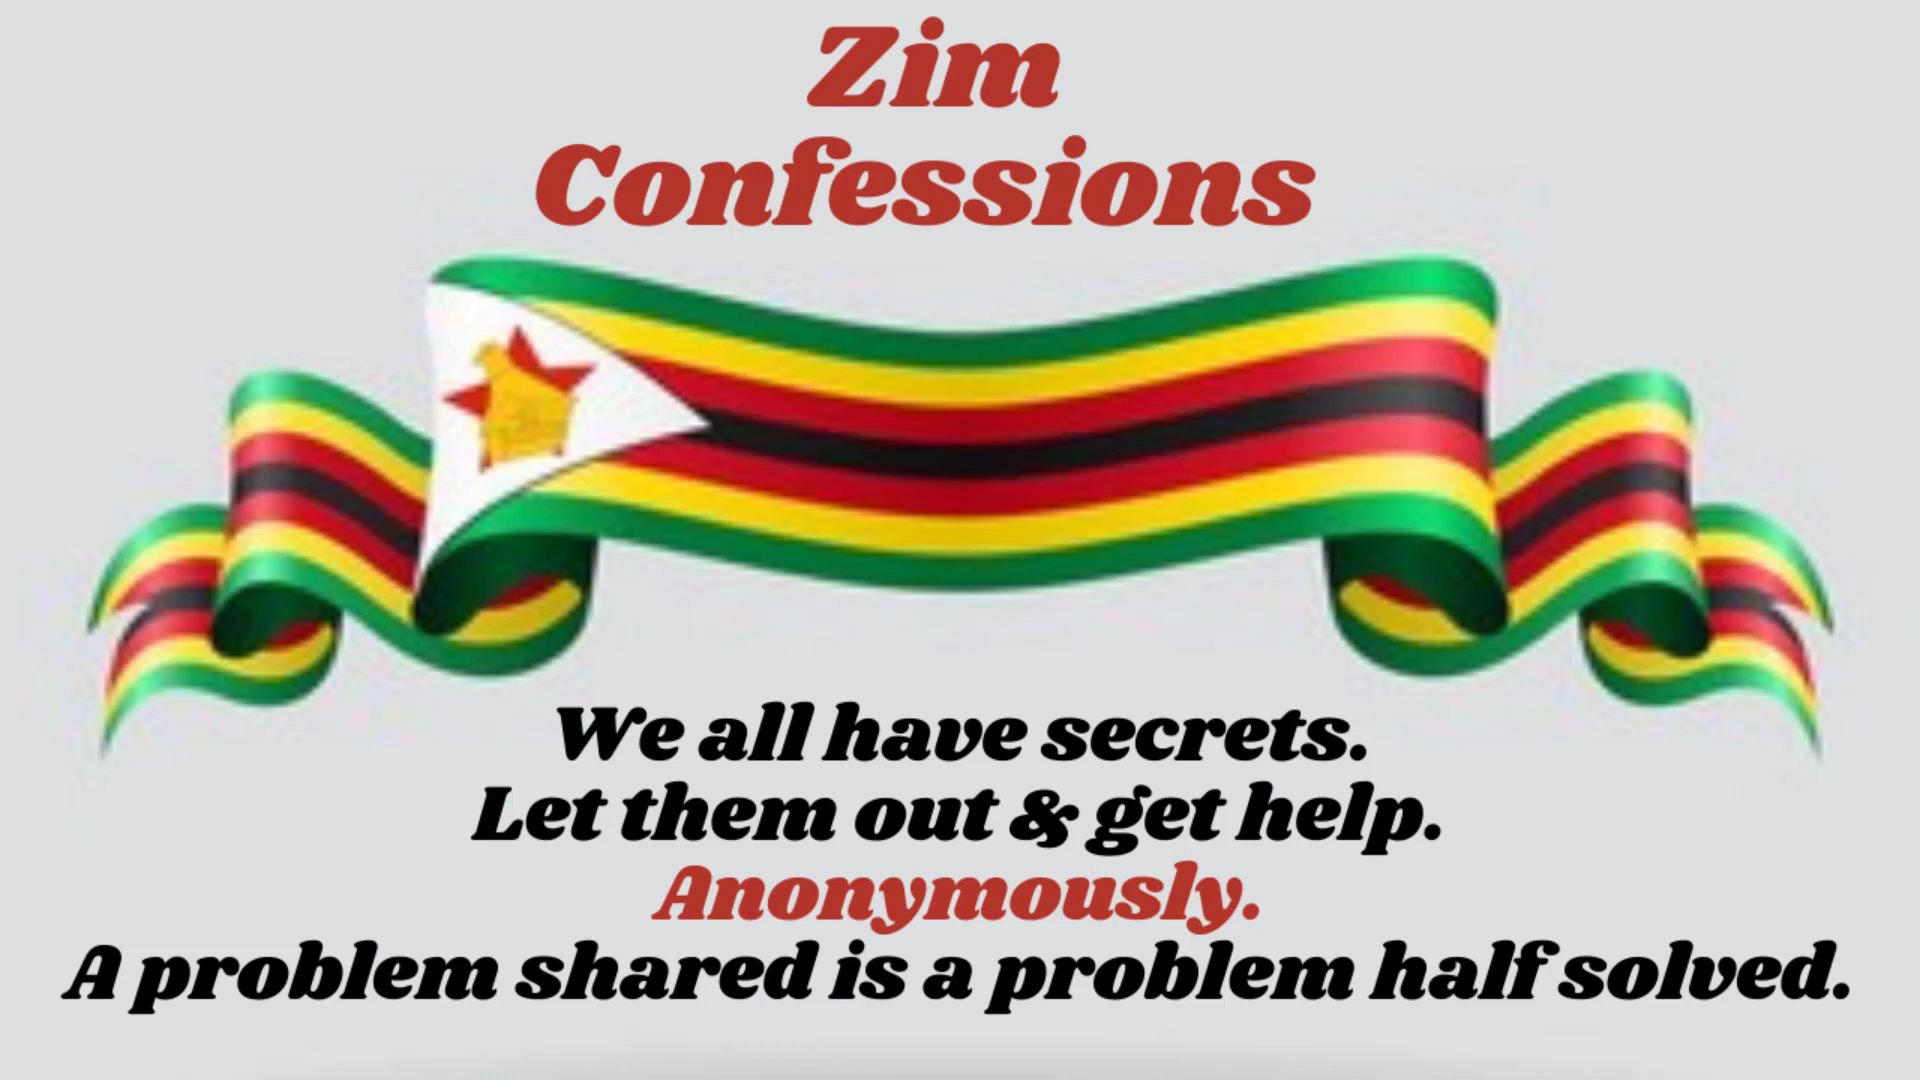 Zim
Confessions
We all have secrets.
Let them out & get help.
Anonymously.
A problem shared is a problem half solved.